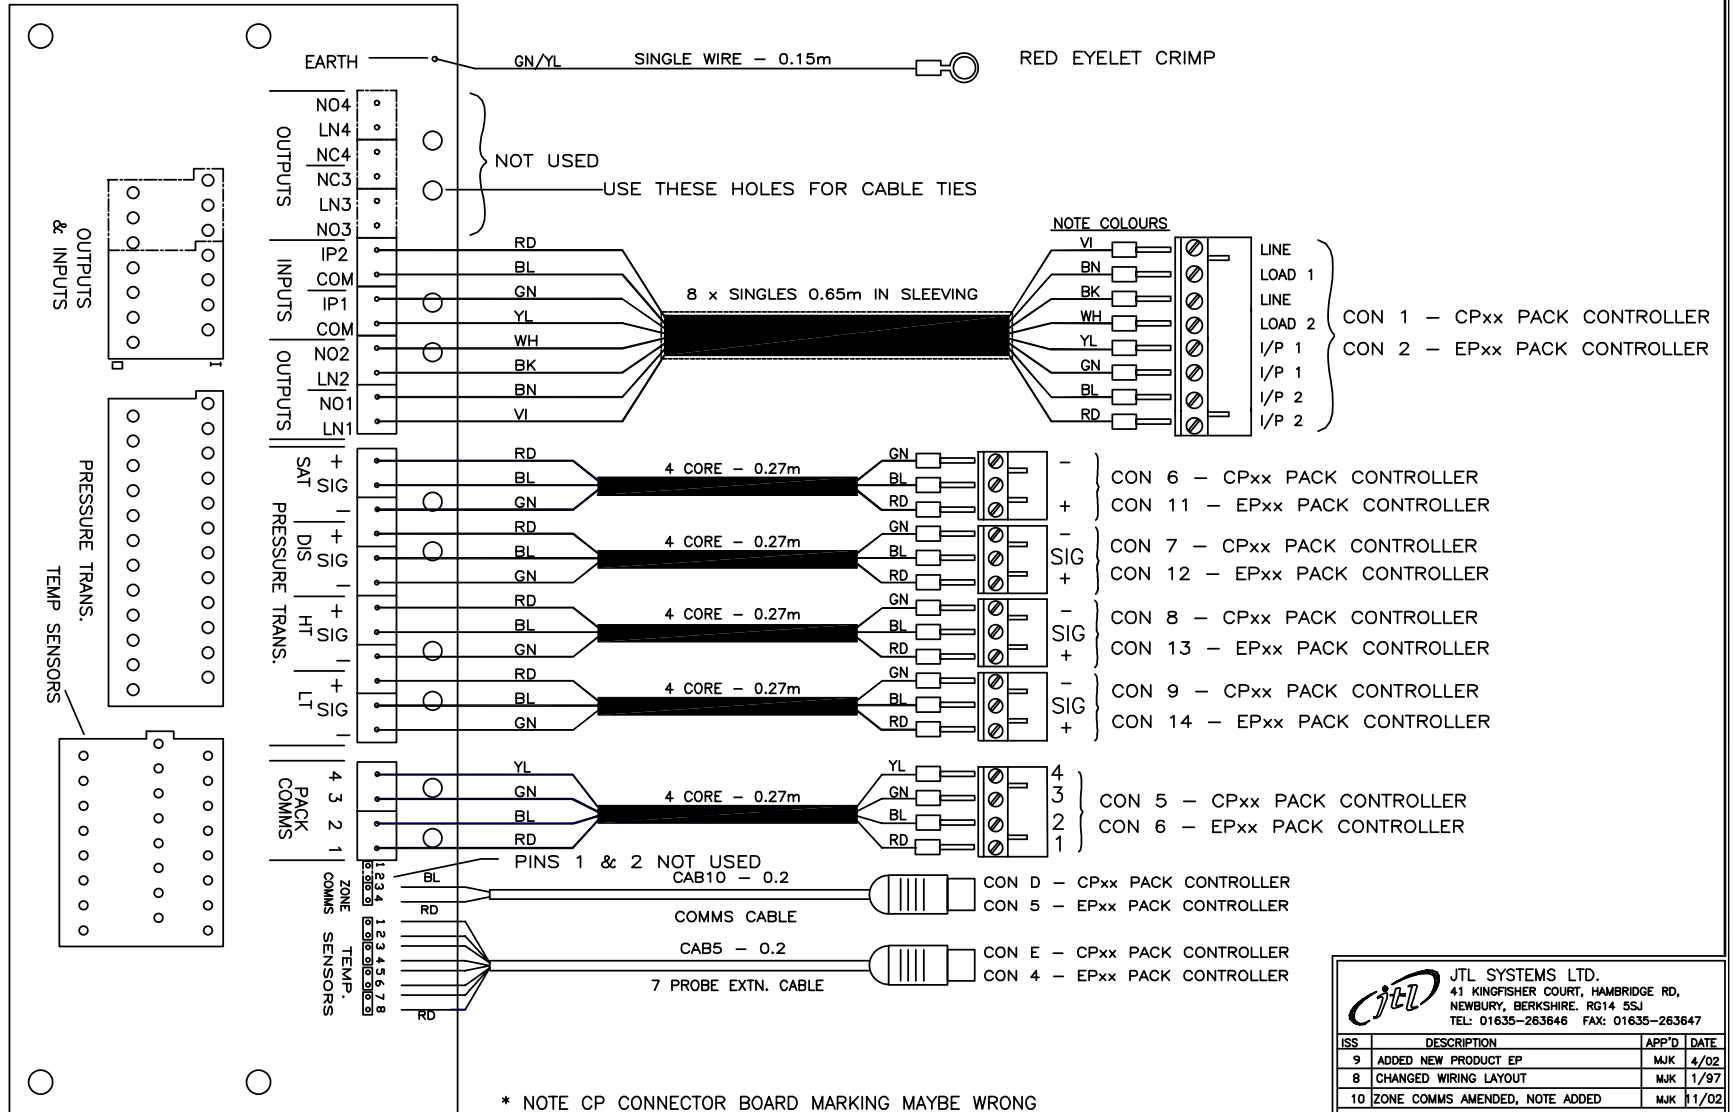 EARTH
GN/YL
SINGLE WIRE – 0.15m
RED EYELET CRIMP
OUTPUTS
NO4
LN4
NC4
NC3
LN3
NO3
NOT USED
USE THESE HOLES FOR CABLE TIES
OUTPUTS
& INPUTS
INPUTS
IP2
COM
IP1
COM
OUTPUTS
NO2
LN2
NO1
LN1
RD
BL
GN
YL
WH
BK
BN
VI
8 x SINGLES 0.65m IN SLEEVING
NOTE COLOURS
VI
BN
BK
WH
YL
GN
BL
RD
LINE
LOAD 1
LINE
LOAD 2
I/P 1
I/P 1
I/P 2
I/P 2
CON 1 – CPxx PACK CONTROLLER
CON 2 – EPxx PACK CONTROLLER
PRESSURE TRANS.
PRESSURE TRANS.
SAT
+
SIG
–
RD
BL
GN
4 CORE – 0.27m
GN
BL
RD
–
+
CON 6 – CPxx PACK CONTROLLER
CON 11 – EPxx PACK CONTROLLER
DIS
+
SIG
–
RD
BL
GN
4 CORE – 0.27m
GN
BL
RD
–
SIG
+
CON 7 – CPxx PACK CONTROLLER
CON 12 – EPxx PACK CONTROLLER
HT
+
SIG
–
RD
BL
GN
4 CORE – 0.27m
GN
BL
RD
–
SIG
+
CON 8 – CPxx PACK CONTROLLER
CON 13 – EPxx PACK CONTROLLER
LT
+
SIG
–
RD
BL
GN
4 CORE – 0.27m
GN
BL
RD
–
SIG
+
CON 9 – CPxx PACK CONTROLLER
CON 14 – EPxx PACK CONTROLLER
TEMP SENSORS
PACK
COMMS
4
3
2
1
YL
GN
BL
RD
4 CORE – 0.27m
YL
GN
BL
RD
4
3
2
1
CON 5 – CPxx PACK CONTROLLER
CON 6 – EPxx PACK CONTROLLER
PINS 1 & 2 NOT USED
ZONE
COMMS
1
2
3
4
BL
RD
CAB10 – 0.2
COMMS CABLE
CON D – CPxx PACK CONTROLLER
CON 5 – EPxx PACK CONTROLLER
TEMP.
SENSORS
1
2
3
4
5
6
7
8
RD
CAB5 – 0.2
7 PROBE EXTN. CABLE
CON E – CPxx PACK CONTROLLER
CON 4 – EPxx PACK CONTROLLER
* NOTE CP CONNECTOR BOARD MARKING MAYBE WRONG
jtl
JTL SYSTEMS LTD.
41 KINGFISHER COURT, HAMBRIDGE RD,
NEWBURY, BERKSHIRE. RG14 5SJ
TEL: 01635–263646 FAX: 01635–263647
ISS DESCRIPTION APP'D DATE
9 ADDED NEW PRODUCT EP MJK 4/02
8 CHANGED WIRING LAYOUT MJK 1/97
10 ZONE COMMS AMENDED, NOTE ADDED MJK 11/02